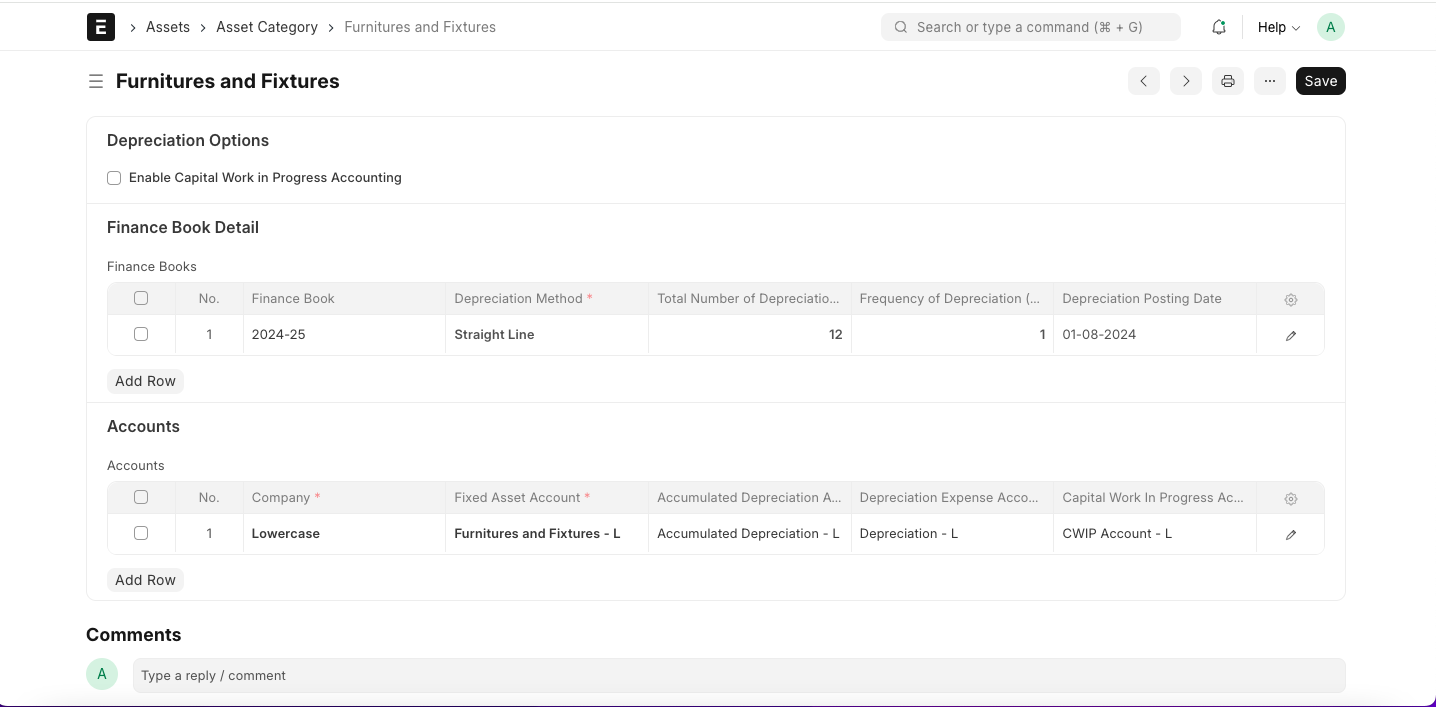 E > Assets > Asset Category > Furnitures and Fixtures Search or type a command (⌘ + G) Help A
Furnitures and Fixtures ... Save
Depreciation Options
Enable Capital Work in Progress Accounting
Finance Book Detail
Finance Books
No. Finance Book Depreciation Method * Total Number of Depreciatio... Frequency of Depreciation (... Depreciation Posting Date
1 2024-25 Straight Line 12 1 01-08-2024
Add Row
Accounts
Accounts
No. Company * Fixed Asset Account * Accumulated Depreciation A... Depreciation Expense Acco... Capital Work In Progress Ac...
1 Lowercase Furnitures and Fixtures - L Accumulated Depreciation - L Depreciation - L CWIP Account - L
Add Row
Comments
A Type a reply / comment